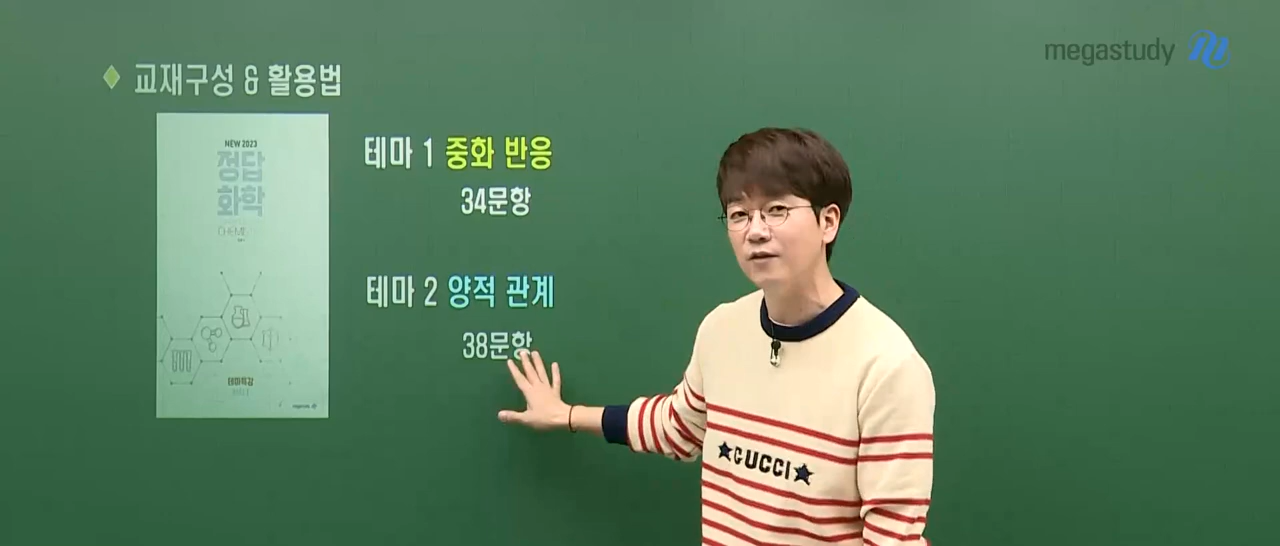 megastudy
교재구성 & 활용법
NEW 2023
정답
화학
CHEME
테마특강
테마 1 중화 반응
34문항
테마 2 양적 관계
38문항
GUCCI